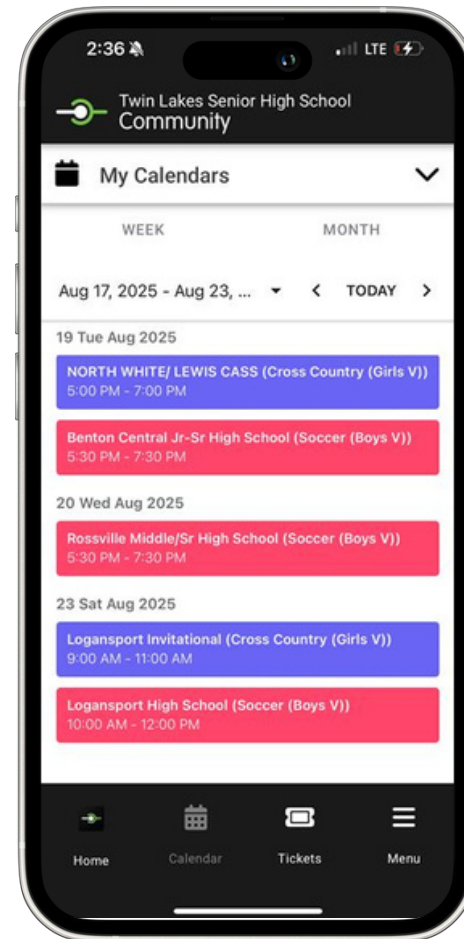 2:36 LTE
Twin Lakes Senior High School
Community
My Calendars
WEEK MONTH
Aug 17, 2025 - Aug 23, ... TODAY
19 Tue Aug 2025
NORTH WHITE/ LEWIS CASS (Cross Country (Girls V))
5:00 PM - 7:00 PM
Benton Central Jr-Sr High School (Soccer (Boys V))
5:30 PM - 7:30 PM
20 Wed Aug 2025
Rossville Middle/Sr High School (Soccer (Boys V))
5:30 PM - 7:30 PM
23 Sat Aug 2025
Logansport Invitational (Cross Country (Girls V))
9:00 AM - 11:00 AM
Logansport High School (Soccer (Boys V))
10:00 AM - 12:00 PM
Home Calendar Tickets Menu